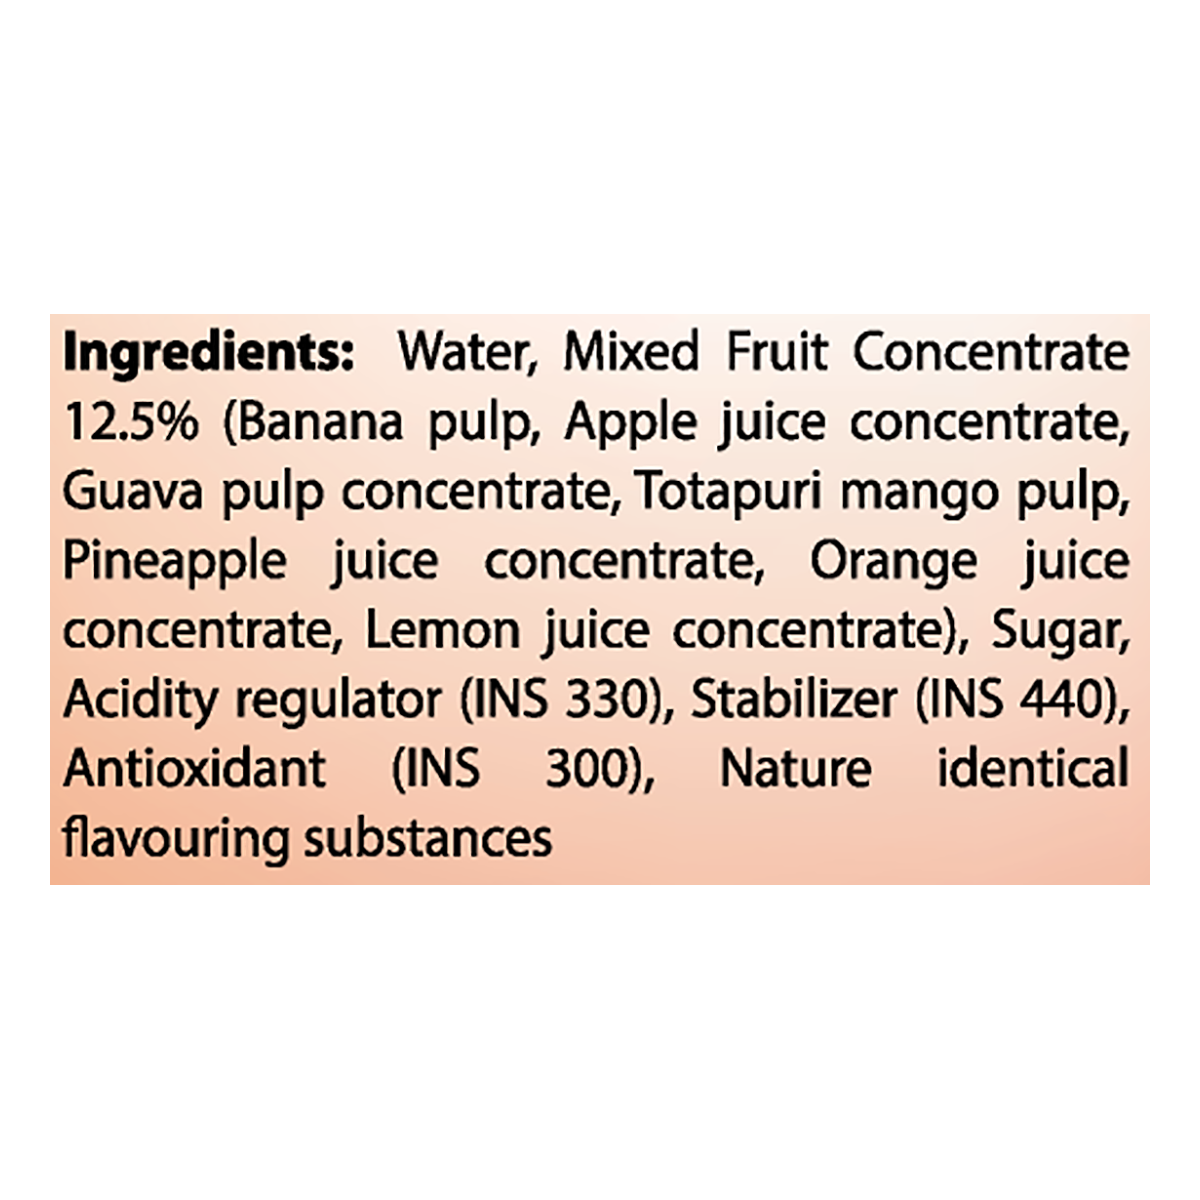 Ingredients: Water, Mixed Fruit Concentrate
12.5% (Banana pulp, Apple juice concentrate,
Guava pulp concentrate, Totapuri mango pulp,
Pineapple juice concentrate, Orange juice
concentrate, Lemon juice concentrate), Sugar,
Acidity regulator (INS 330), Stabilizer (INS 440),
Antioxidant (INS 300), Nature identical
flavouring substances